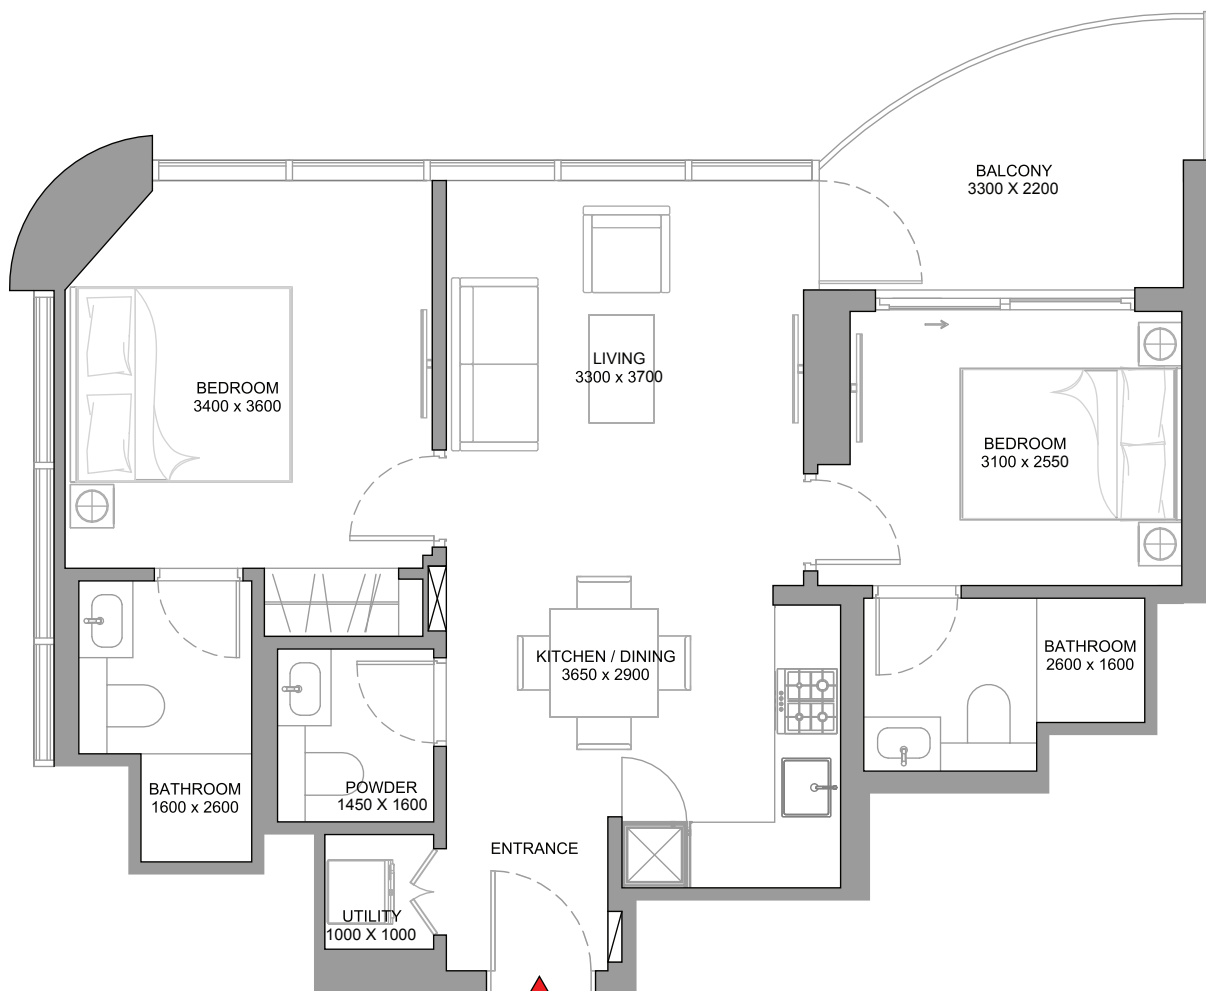 BALCONY
3300 X 2200
LIVING
3300 x 3700
BEDROOM
3400 x 3600
BEDROOM
3100 x 2550
KITCHEN / DINING
3650 x 2900
BATHROOM
2600 x 1600
BATHROOM
1600 x 2600
POWDER
1450 X 1600
ENTRANCE
UTILITY
1000 X 1000